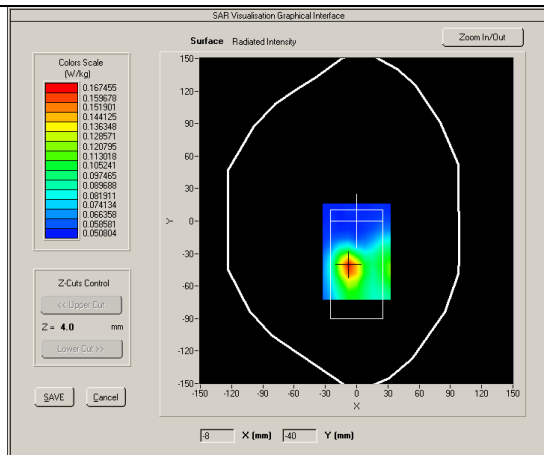 SAR Visualisation Graphical Interface
Surface Radiated Intensity
Zoom In/Out
Colors Scale
(W/kg)
0.167455
0.159678
0.151901
0.144125
0.136348
0.128571
0.120795
0.113018
0.105241
0.097465
0.089688
0.081911
0.074134
0.066358
0.058581
0.050804
Z-Cuts Control
<< Upper Cut
Z = 4.0 mm
Lower Cut >>
SAVE Cancel
150-
120-
90-
60-
30-
0-
-30-
-60-
-90-
-120-
-150-
Y
-150 -120 -90 -60 -30 0 30 60 90 120 150
X
-8 X (mm) -40 Y (mm)